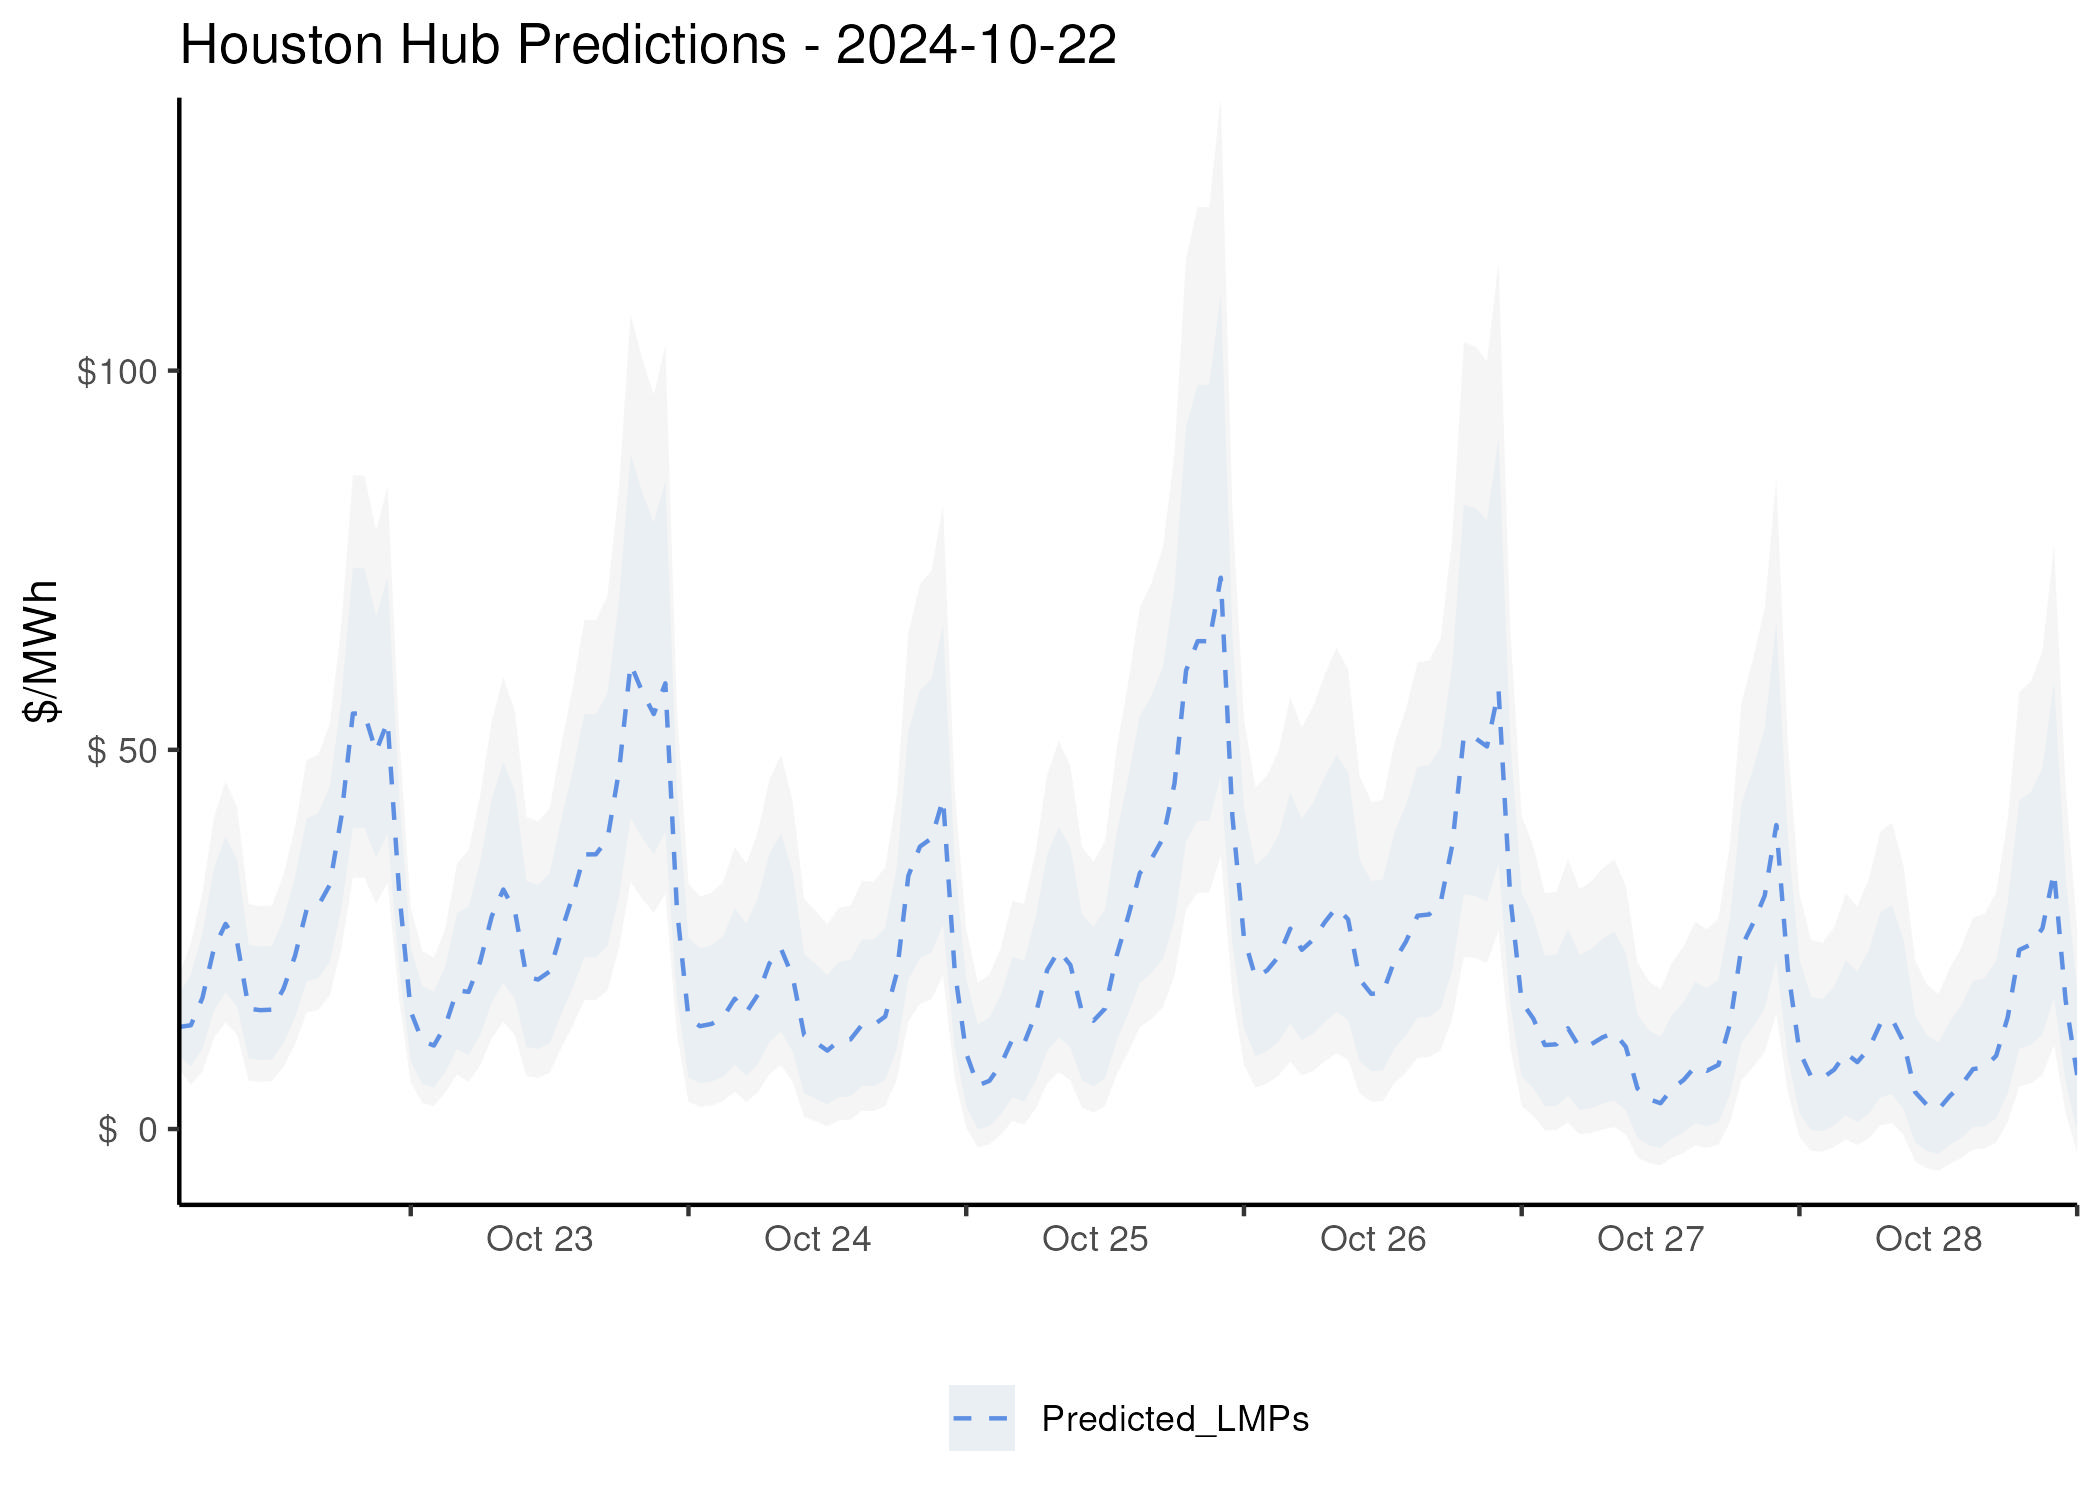 Houston Hub Predictions - 2024-10-22
$/MWh
$100
$ 50
$  0
Oct 23 Oct 24 Oct 25 Oct 26 Oct 27 Oct 28
Predicted_LMPs